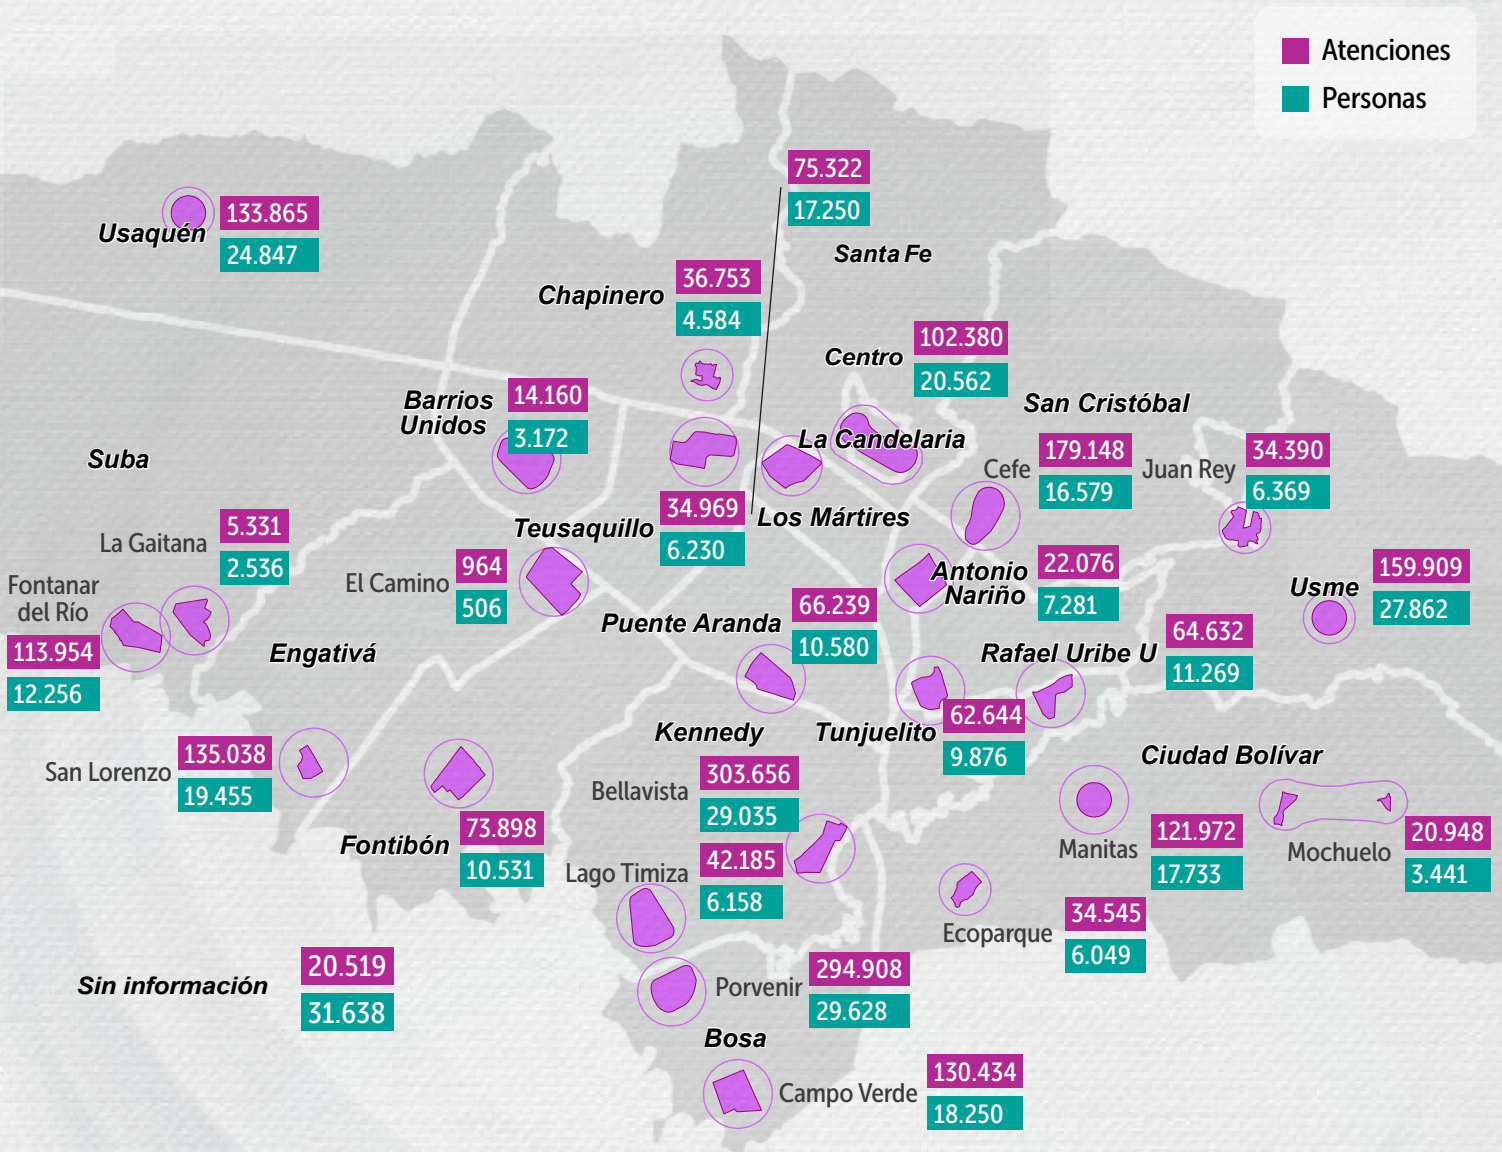 Atenciones
Personas
75.322
17.250
Usaquén
133.865
24.847
Santa Fe
Chapinero
36.753
4.584
Centro
102.380
20.562
Barrios
Unidos
14.160
3.172
San Cristóbal
La Candelaria
Suba
Cefe
179.148
16.579
Juan Rey
34.390
6.369
Teusaquillo
34.969
6.230
Los Mártires
La Gaitana
5.331
2.536
El Camino
964
506
Antonio
Nariño
22.076
7.281
Usme
159.909
27.862
Fontanar
del Río
113.954
12.256
Puente Aranda
66.239
10.580
Engativá
Rafael Uribe U
64.632
11.269
Kennedy
Tunjuelito
62.644
9.876
San Lorenzo
135.038
19.455
Bellavista
303.656
29.035
Ciudad Bolívar
Fontibón
73.898
10.531
Lago Timiza
42.185
6.158
Manitas
121.972
17.733
Mochuelo
20.948
3.441
Ecoparque
34.545
6.049
Sin información
20.519
31.638
Porvenir
294.908
29.628
Bosa
Campo Verde
130.434
18.250